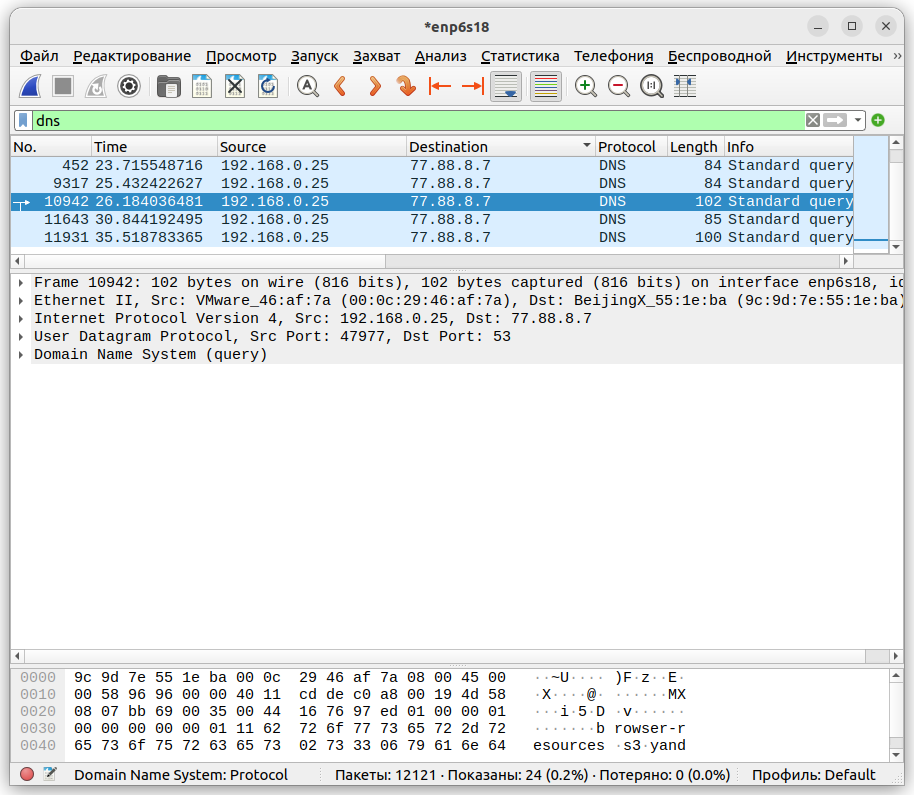 *enp6s18
Файл Редактирование Просмотр Запуск Захват Анализ Статистика Телефония Беспроводной Инструменты »
dns
No. Time Source Destination Protocol Length Info
452 23.715548716 192.168.0.25 77.88.8.7 DNS 84 Standard query
9317 25.432422627 192.168.0.25 77.88.8.7 DNS 84 Standard query
10942 26.184036481 192.168.0.25 77.88.8.7 DNS 102 Standard query
11643 30.844192495 192.168.0.25 77.88.8.7 DNS 85 Standard query
11931 35.518783365 192.168.0.25 77.88.8.7 DNS 100 Standard query
Frame 10942: 102 bytes on wire (816 bits), 102 bytes captured (816 bits) on interface enp6s18,
Ethernet II, Src: VMware_46:af:7a (00:0c:29:46:af:7a), Dst: BeijingX_55:1e:ba (9c:9d:7e:55:1e:ba)
Internet Protocol Version 4, Src: 192.168.0.25, Dst: 77.88.8.7
User Datagram Protocol, Src Port: 47977, Dst Port: 53
Domain Name System (query)
0000 9c 9d 7e 55 1e ba 00 0c 29 46 af 7a 08 00 45 00 ··~U···· )F·z··E·
0010 00 58 96 96 00 00 40 11 cd de c0 a8 00 19 4d 58 ·X····@· ······MX
0020 08 07 bb 69 00 35 00 44 16 76 97 ed 01 00 00 01 ···i·5·D ·v······
0030 00 00 00 00 00 01 11 62 72 6f 77 73 65 72 2d 72 ·······b rowser-r
0040 65 73 6f 75 72 63 65 73 02 73 33 06 79 61 6e 64 esources ·s3·yand
Domain Name System: Protocol Пакеты: 12121 · Показаны: 24 (0.2%) · Потеряно: 0 (0.0%) Профиль: Default